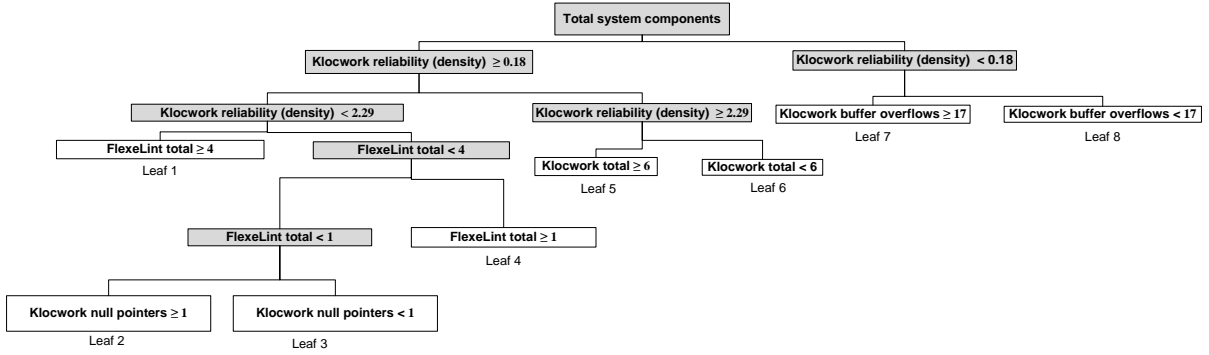 Total system components
Klocwork reliability (density) ≥ 0.18
Klocwork reliability (density) < 0.18
Klocwork reliability (density) < 2.29
Klocwork reliability (density) ≥ 2.29
Klocwork buffer overflows ≥ 17
Klocwork buffer overflows < 17
Leaf 7
Leaf 8
FlexeLint total ≥ 4
FlexeLint total < 4
Leaf 1
Klocwork total ≥ 6
Klocwork total < 6
Leaf 5
Leaf 6
FlexeLint total < 1
FlexeLint total ≥ 1
Leaf 4
Klocwork null pointers ≥ 1
Klocwork null pointers < 1
Leaf 2
Leaf 3